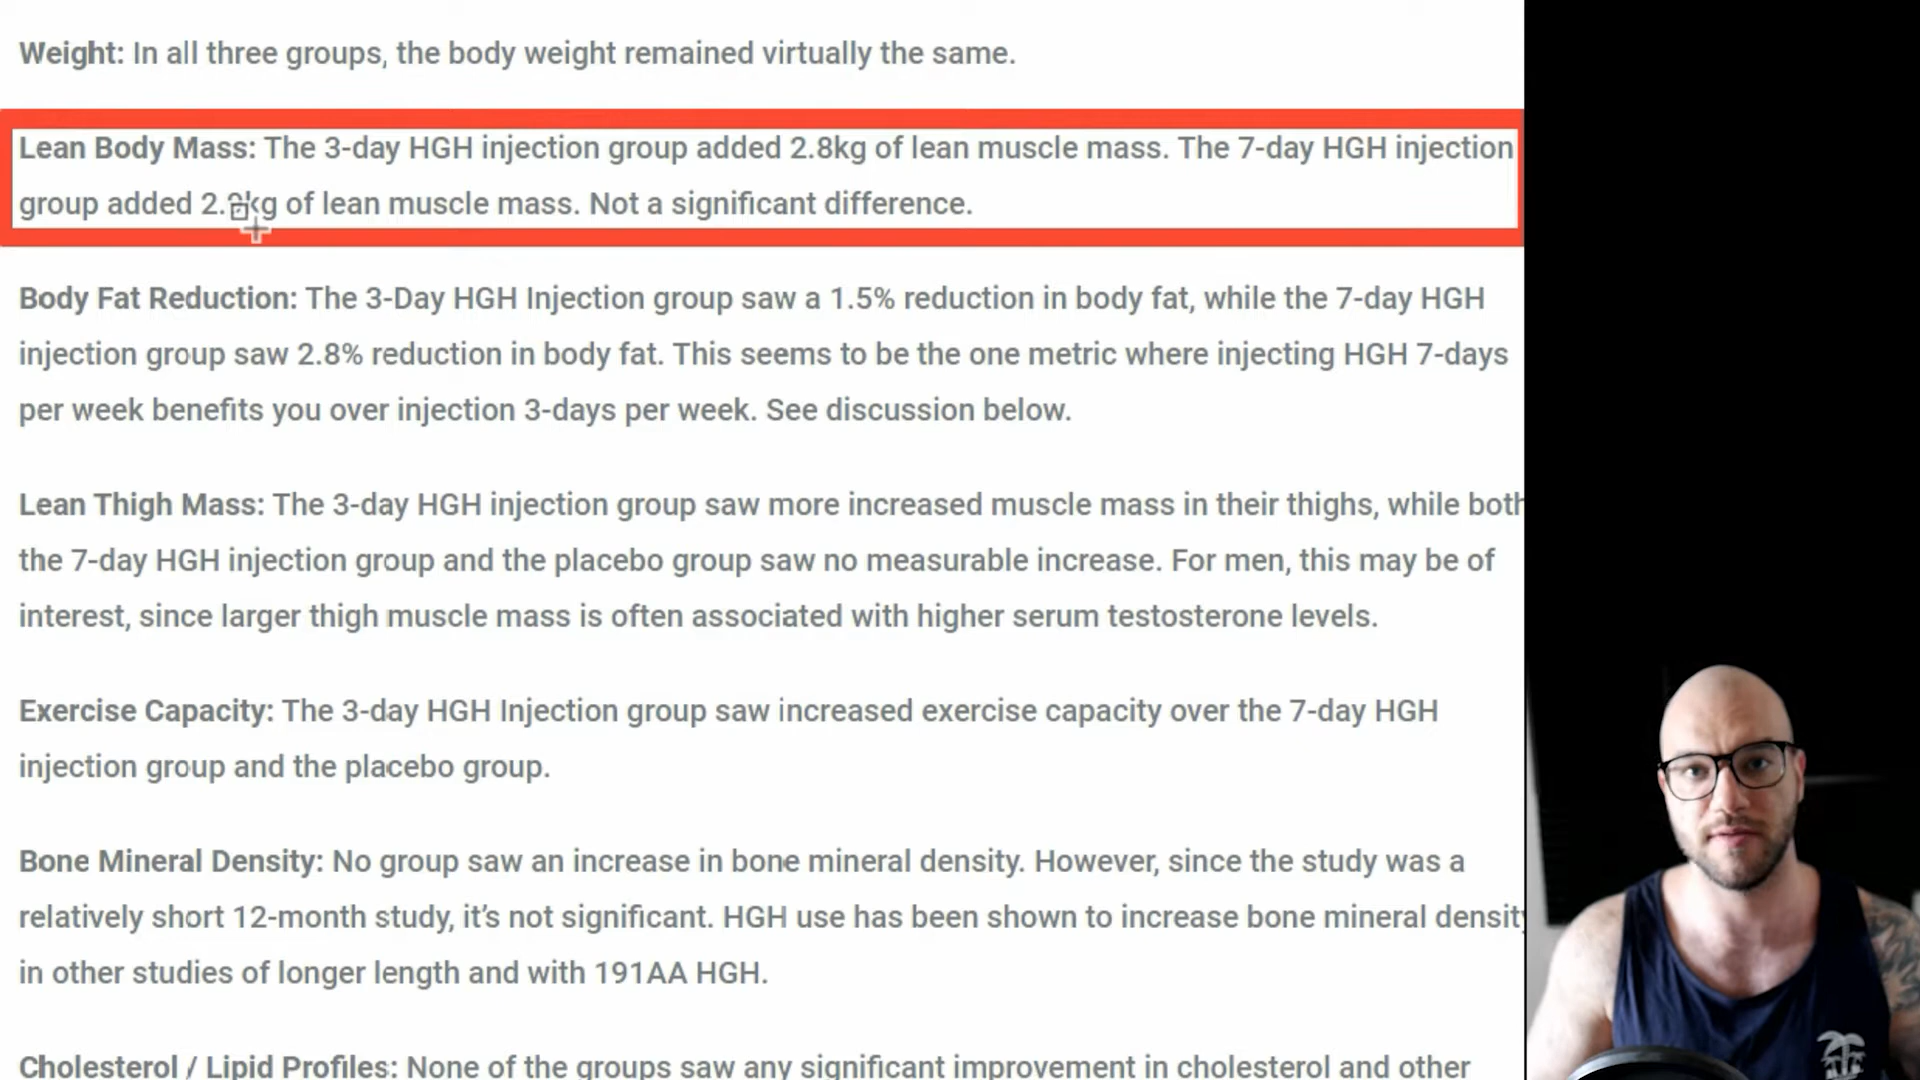 Weight: In all three groups, the body weight remained virtually the same.
Lean Body Mass: The 3-day HGH injection group added 2.8kg of lean muscle mass. The 7-day HGH injection
group added of lean muscle mass. Not a significant difference.
Body Fat Reduction: The 3-Day HGH Injection group saw a 1.5% reduction in body fat, while the 7-day HGH
injection group saw 2.8% reduction in body fat. This seems to be the one metric where injecting HGH 7-days
per week benefits you over injection 3-days per week. See discussion below.
Lean Thigh Mass: The 3-day HGH injection group saw more increased muscle mass in their thighs, while both
the 7-day HGH injection group and the placebo group saw no measurable increase. For men, this may be of
interest, since larger thigh muscle mass is often associated with higher serum testosterone levels.
Exercise Capacity: The 3-day HGH Injection group saw increased exercise capacity over the 7-day HGH
injection group and the placebo group.
Bone Mineral Density: No group saw an increase in bone mineral density. However, since the study was a
relatively short 12-month study, it’s not significant. HGH use has been shown to increase bone mineral density
in other studies of longer length and with 191AA HGH.
Cholesterol / Lipid Profiles: None of the groups saw any significant improvement in cholesterol and other